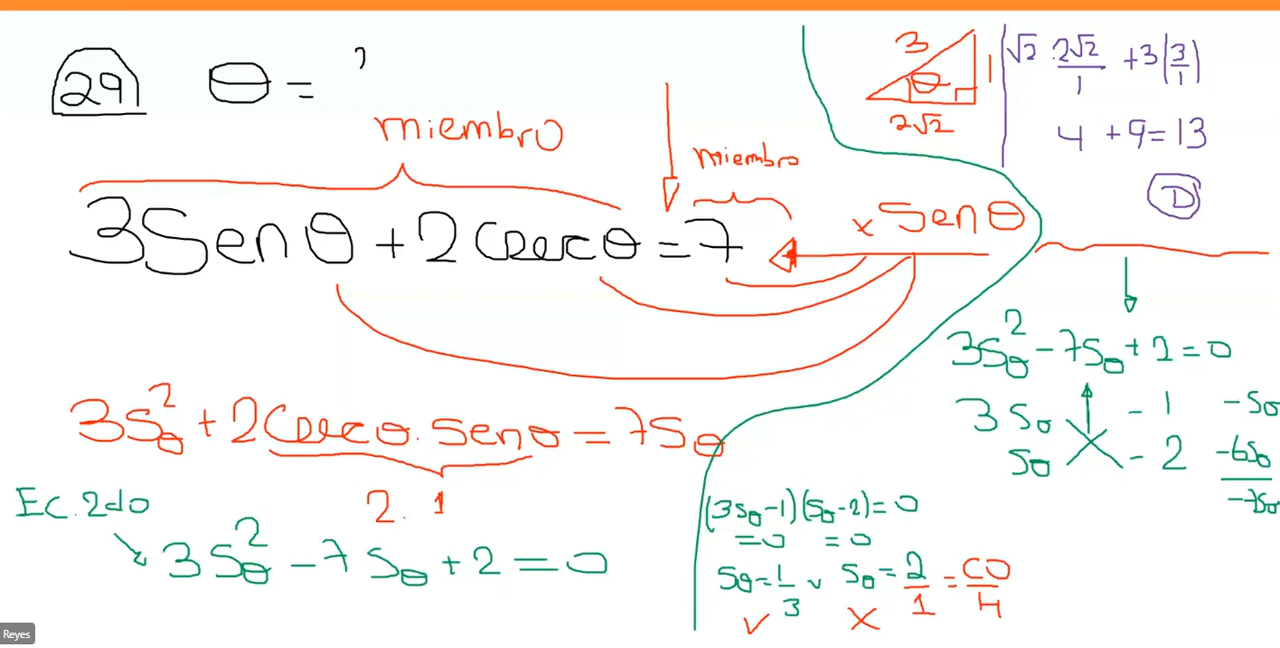 29 θ = ?
miembro
miembro
3Senθ + 2Cscθ = 7
x Senθ
3S²θ + 2Cscθ . senθ = 7Sθ
2 . 1
Ec. 2do
3S²θ - 7Sθ + 2 = 0
(3Sθ-1)(Sθ-2) = 0
=0 =0
Sθ = 1/3 v Sθ = 2/1 = CO/H
✓ X
3
θ
1
2√2
√2 2√2/1 + 3(3/1)
4 + 9 = 13
D
3S²θ - 7Sθ + 2 = 0
3Sθ - 1 -Sθ
Sθ - 2 -6Sθ
-7Sθ
Reyes